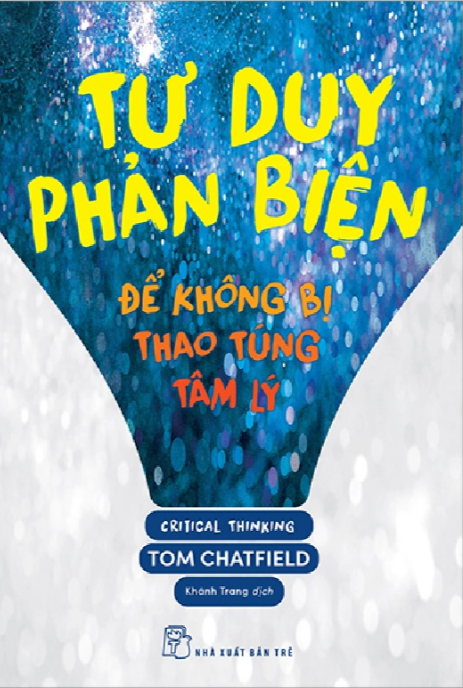 TƯ DUY
PHẢN BIỆN
ĐỂ KHÔNG BỊ
THAO TÚNG
TÂM LÝ
CRITICAL THINKING
TOM CHATFIELD
Khánh Trang dịch
NHÀ XUẤT BẢN TRẺ